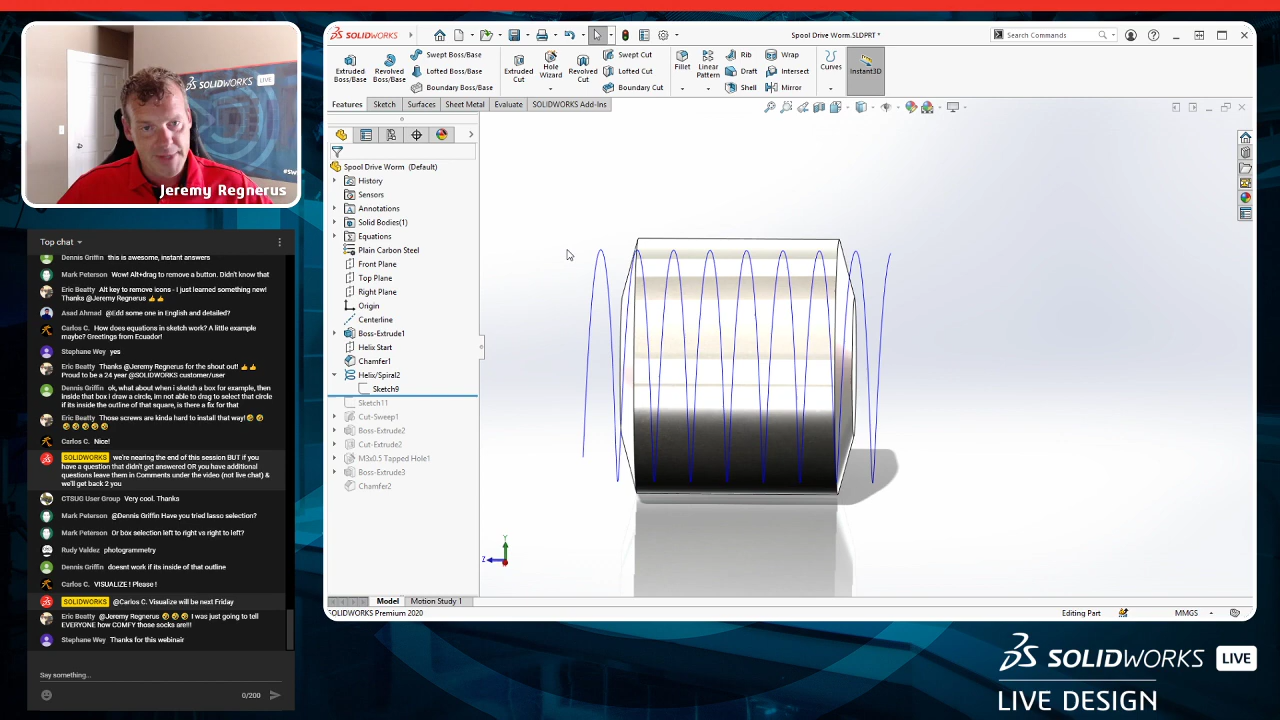 SOLIDWORKS LIVE
#sw
Jeremy Regnerus
Top chat
Dennis Griffin this is awesome, instant answers
Mark Peterson Wow! Alt+drag to remove a button. Didn't know that
Eric Beatty Alt key to remove icons - I just learned something new!
Thanks @Jeremy Regnerus 👍👍
Asad Ahmad @Edd some one in English and detailed?
Carlos C. How does equations in sketch work? A little example
maybe? Greetings from Ecuador!
Stephane Wey yes
Eric Beatty Thanks @Jeremy Regnerus for the shout out!! 👍👍
Proud to be a 24 year @SOLIDWORKS customer/user
Dennis Griffin ok, what about when i sketch a box for example, then
inside that box i draw a circle, im not able to drag to select that circle
if its inside the outline of that square, is there a fix for that
Eric Beatty Those screws are kinda hard to install that way!🤣🤣
🤣🤣🤣🤣
Carlos C. Nice!
SOLIDWORKS we're nearing the end of this session BUT if you
have a question that didn't get answered OR you have additional
questions leave them in Comments under the video (not live chat) &
we'll get back 2 you
CTSUG User Group Very cool. Thanks
Mark Peterson @Dennis Griffin Have you tried lasso selection?
Mark Peterson Or box selection left to right vs right to left?
Rudy Valdez photogrammetry
Dennis Griffin doesnt work if its inside of that outline
Carlos C. VISUALIZE ! Please !
SOLIDWORKS @Carlos C. Visualize will be next Friday
Eric Beatty @Jeremy Regnerus 🤣🤣🤣 I was just going to tell
EVERYONE how COMFY those socks are!!!
Stephane Wey Thanks for this webinair
Say something...
0/200
SOLIDWORKS
Spool Drive Worm.SLDPRT *
Search Commands
Extruded Boss/Base
Revolved Boss/Base
Swept Boss/Base
Lofted Boss/Base
Boundary Boss/Base
Extruded Cut
Hole Wizard
Revolved Cut
Swept Cut
Lofted Cut
Boundary Cut
Fillet
Linear Pattern
Rib
Draft
Shell
Wrap
Intersect
Mirror
Curves
Instant3D
Features Sketch Surfaces Sheet Metal Evaluate SOLIDWORKS Add-Ins
Spool Drive Worm (Default)
History
Sensors
Annotations
Solid Bodies(1)
Equations
Plain Carbon Steel
Front Plane
Top Plane
Right Plane
Origin
Centerline
Boss-Extrude1
Helix Start
Chamfer1
Helix/Spiral2
Sketch9
Sketch11
Cut-Sweep1
Boss-Extrude2
Cut-Extrude2
M3x0.5 Tapped Hole1
Boss-Extrude3
Chamfer2
Y
Z
Model Motion Study 1
SOLIDWORKS Premium 2020
Editing Part
MMGS
SOLIDWORKS LIVE
LIVE DESIGN